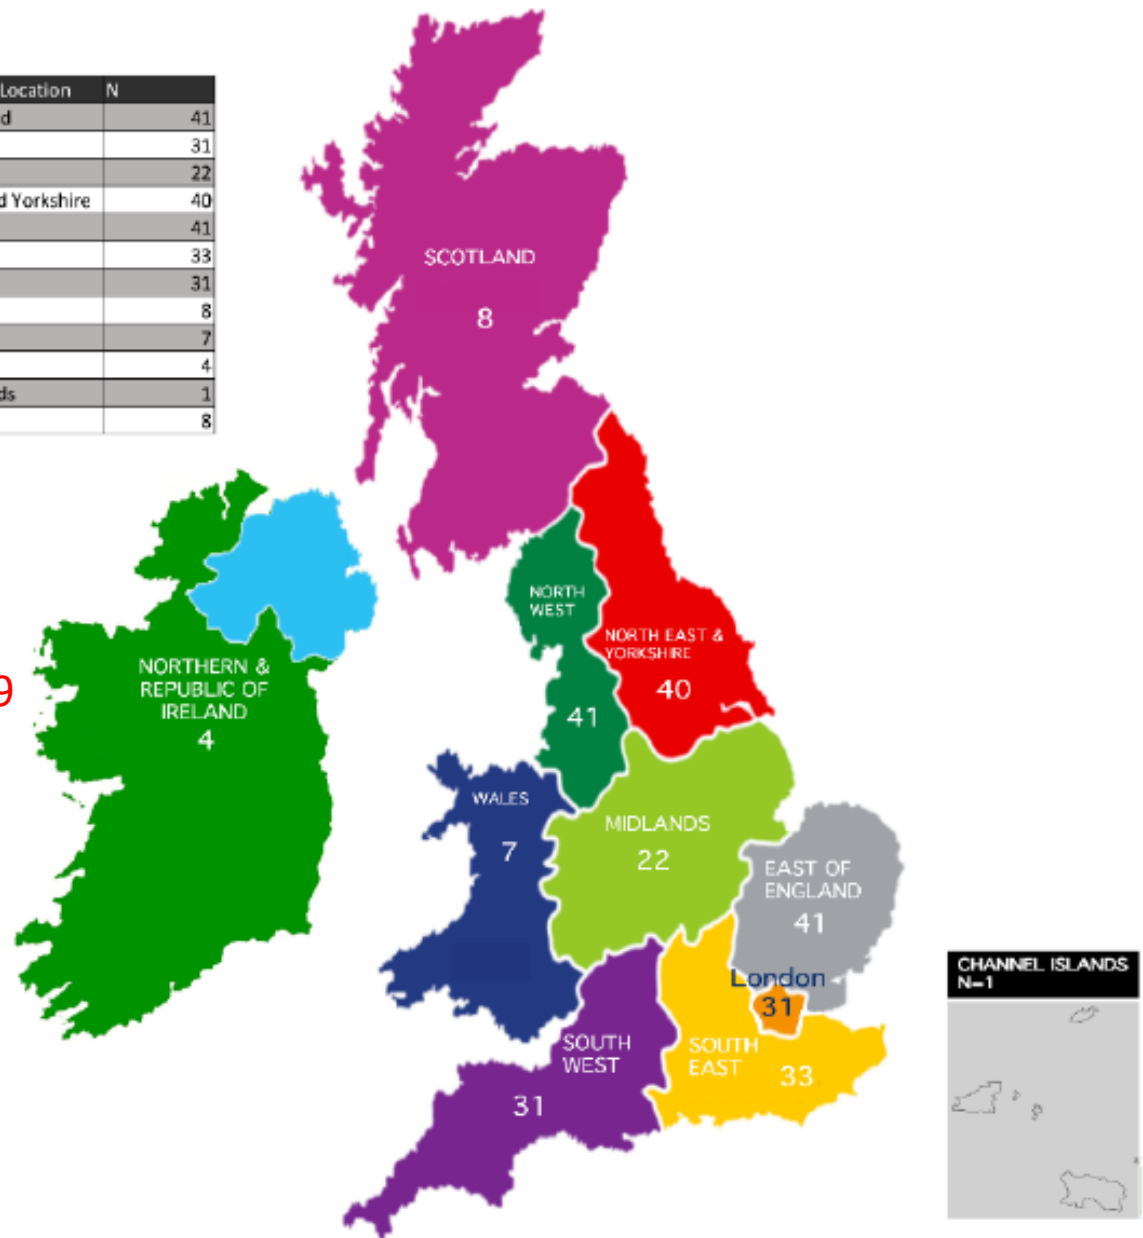 Location N
d 41
31
22
d Yorkshire 40
41
33
31
8
7
4
ds 1
8
SCOTLAND
8
NORTH
WEST
41
NORTH EAST &
YORKSHIRE
40
9
NORTHERN &
REPUBLIC OF
IRELAND
4
WALES
7
MIDLANDS
22
EAST OF
ENGLAND
41
London
31
SOUTH
WEST
31
SOUTH
EAST
33
CHANNEL ISLANDS
N=1